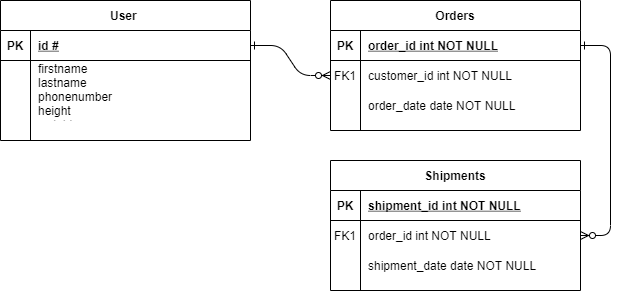 User
PK id #
firstname
lastname
phonenumber
height
Orders
PK order_id int NOT NULL
FK1 customer_id int NOT NULL
order_date date NOT NULL
Shipments
PK shipment_id int NOT NULL
FK1 order_id int NOT NULL
shipment_date date NOT NULL